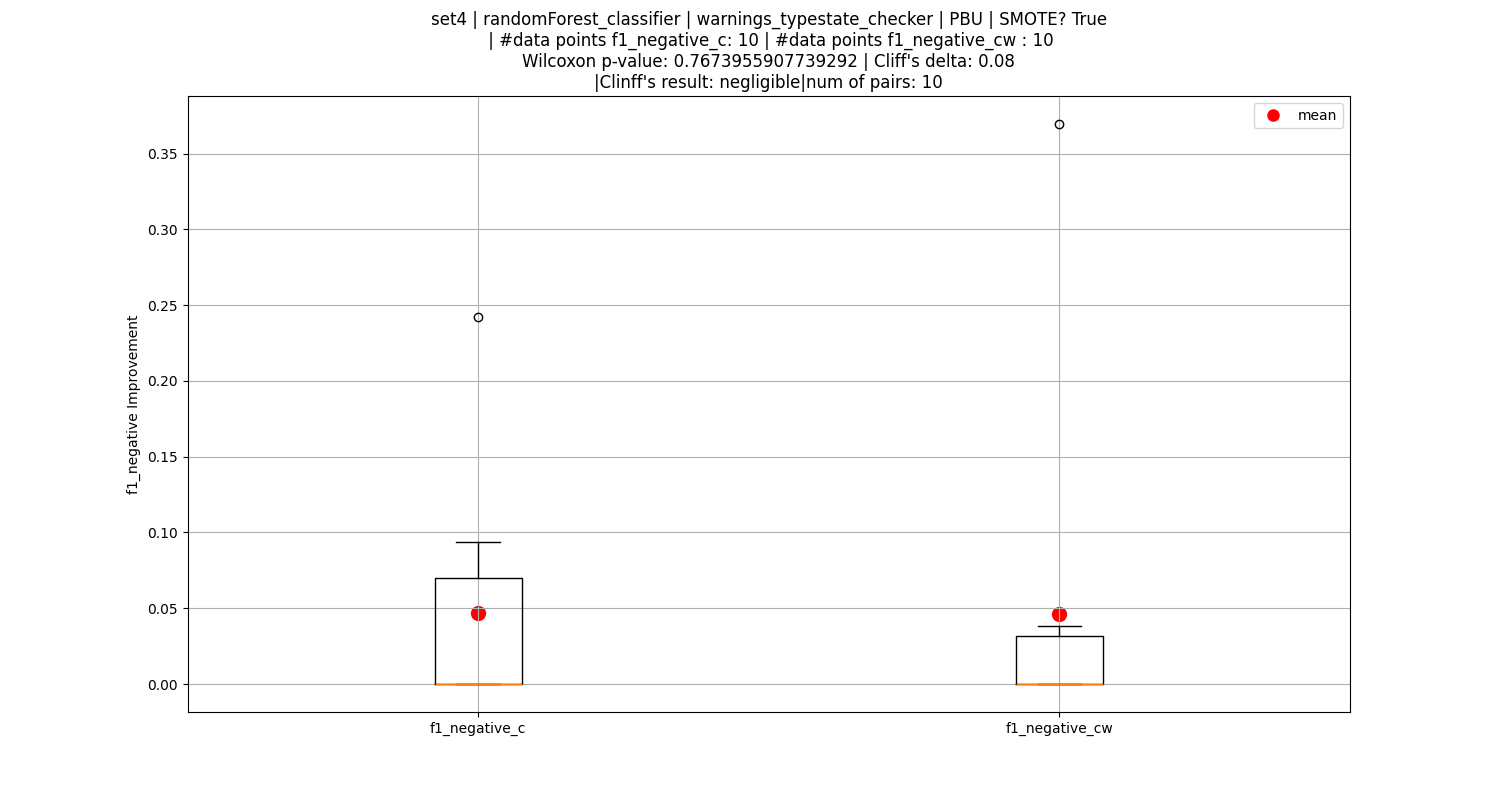 set4 | randomForest_classifier | warnings_typestate_checker | PBU | SMOTE? True
| #data points f1_negative_c: 10 | #data points f1_negative_cw : 10
Wilcoxon p-value: 0.7673955907739292 | Cliff's delta: 0.08
|Clinff's result: negligible|num of pairs: 10
mean
0.35
0.30
0.25
0.20
0.15
0.10
0.05
0.00
f1_negative Improvement
f1_negative_c
f1_negative_cw